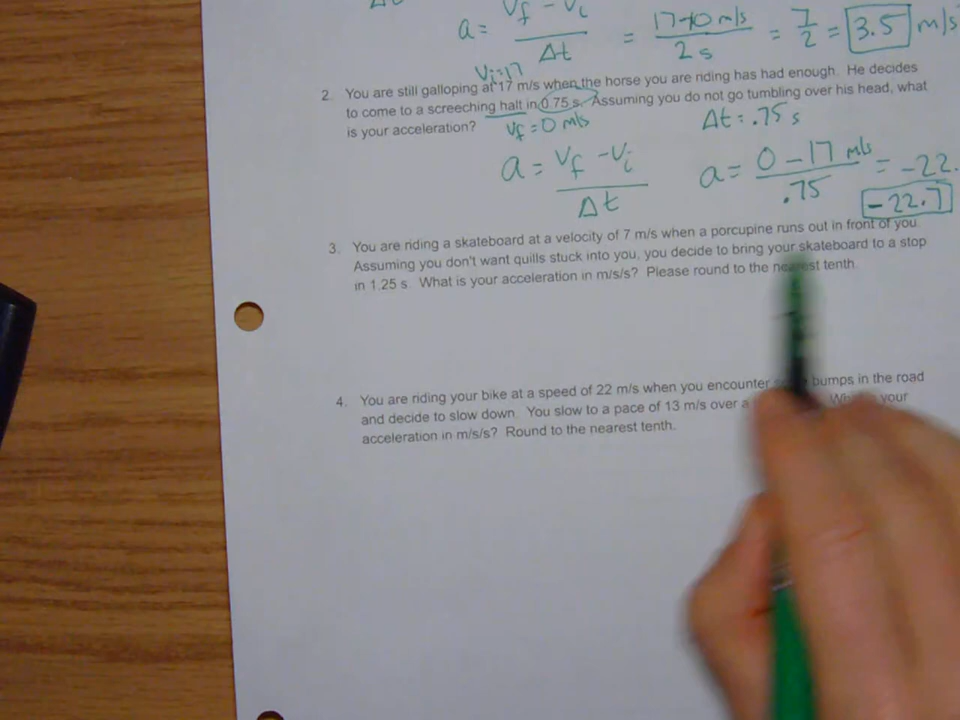 a = Vf - Vi / Δt = 17-10 m/s / 2 s = 7/2 = 3.5 m/s
Vi=17
2. You are still galloping at 17 m/s when the horse you are riding has had enough. He decides
to come to a screeching halt in 0.75 s. Assuming you do not go tumbling over his head, what
is your acceleration?
Vf = 0 m/s
Δt = .75 s
a = Vf - Vi / Δt
a = 0 - 17 m/s / .75 = -22.
-22.7
3. You are riding a skateboard at a velocity of 7 m/s when a porcupine runs out in front of you
Assuming you don't want quills stuck into you, you decide to bring your skateboard to a stop
in 1.25 s. What is your acceleration in m/s/s? Please round to the nearest tenth.
4. You are riding your bike at a speed of 22 m/s when you encounter bumps in the road
and decide to slow down. You slow to a pace of 13 m/s over a your
acceleration in m/s/s? Round to the nearest tenth.